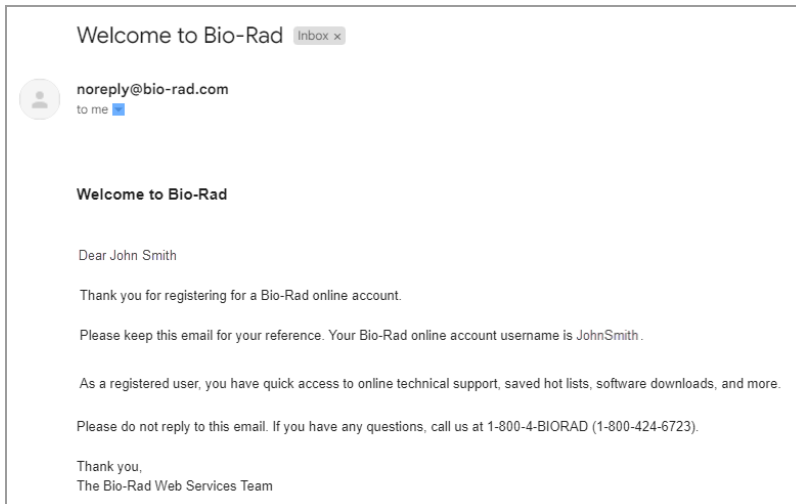 Welcome to Bio-Rad Inbox x
noreply@bio-rad.com
to me
Welcome to Bio-Rad
Dear John Smith
Thank you for registering for a Bio-Rad online account.
Please keep this email for your reference. Your Bio-Rad online account username is JohnSmith.
As a registered user, you have quick access to online technical support, saved hot lists, software downloads, and more.
Please do not reply to this email. If you have any questions, call us at 1-800-4-BIORAD (1-800-424-6723).
Thank you,
The Bio-Rad Web Services Team